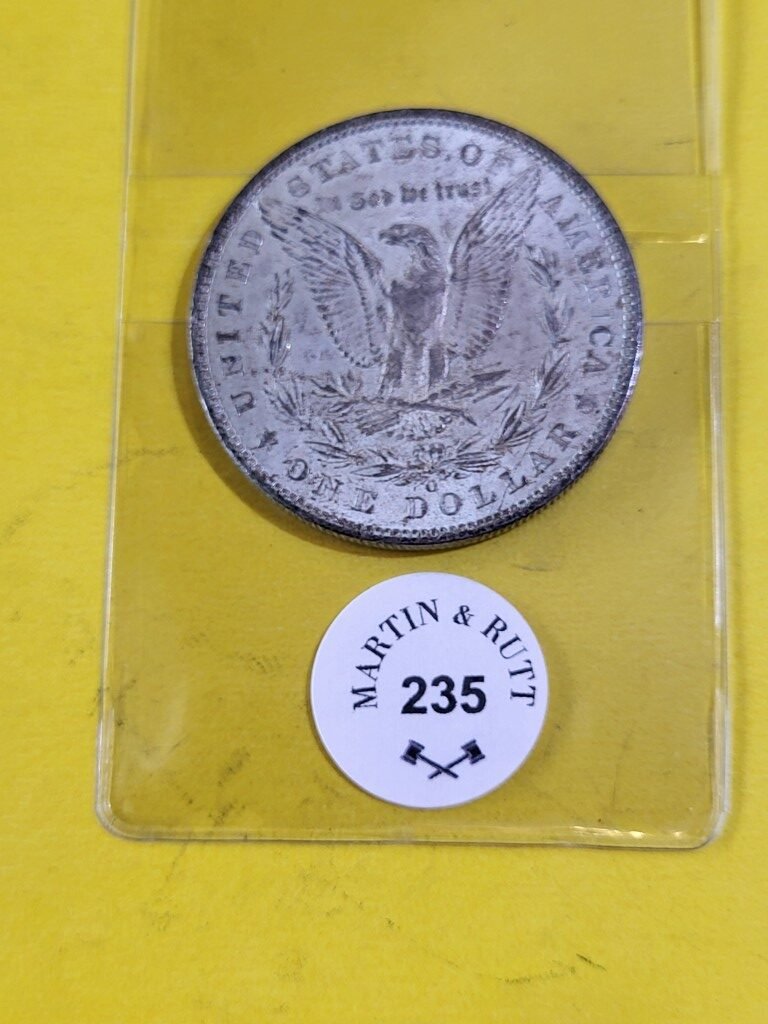 UNITED STATES OF AMERICA
In God we trust
O
ONE DOLLAR
MARTIN & RUTT
235